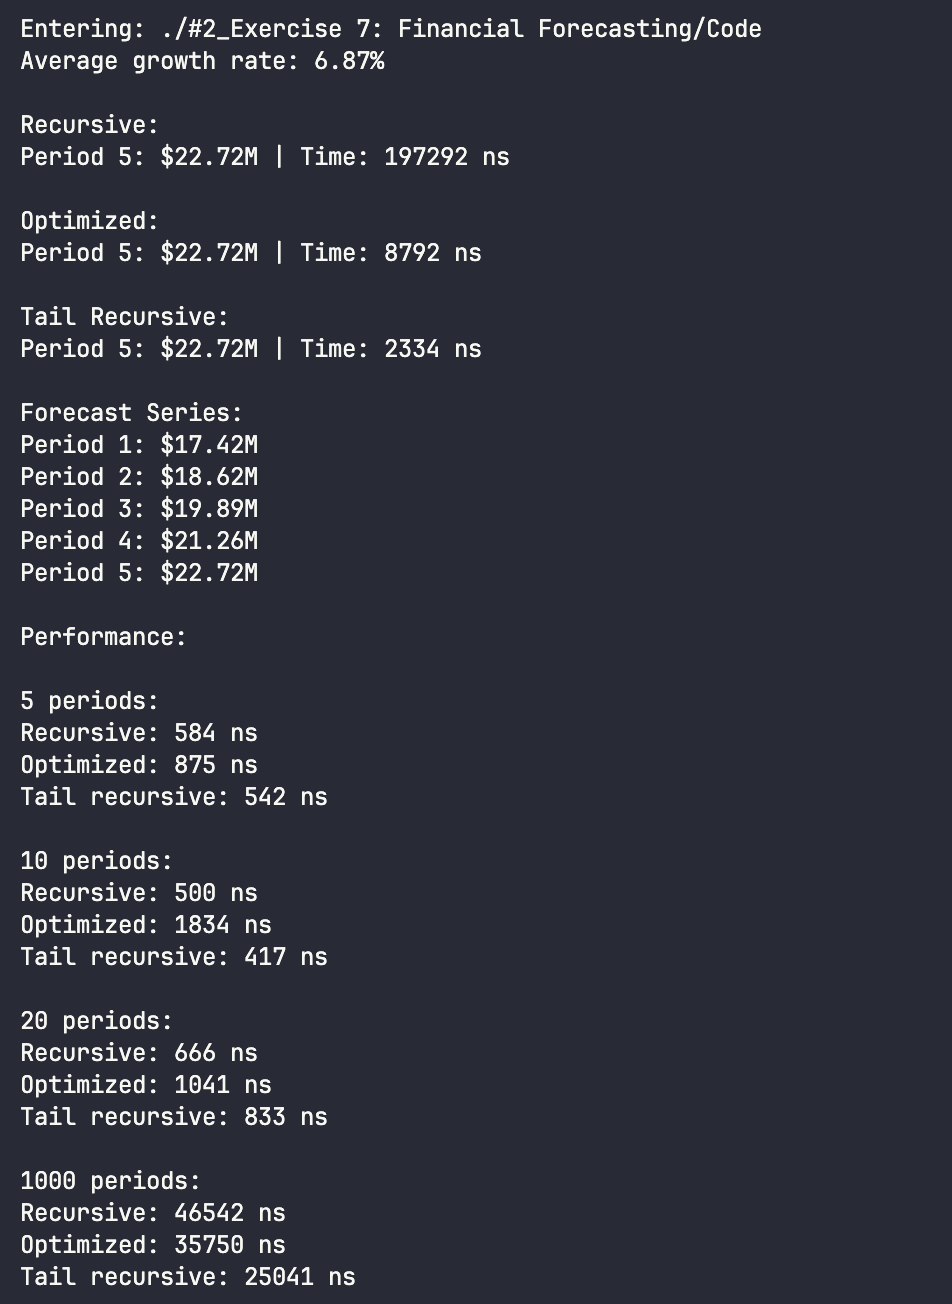 Entering: ./#2_Exercise 7: Financial Forecasting/Code
Average growth rate: 6.87%
Recursive:
Period 5: $22.72M | Time: 197292 ns
Optimized:
Period 5: $22.72M | Time: 8792 ns
Tail Recursive:
Period 5: $22.72M | Time: 2334 ns
Forecast Series:
Period 1: $17.42M
Period 2: $18.62M
Period 3: $19.89M
Period 4: $21.26M
Period 5: $22.72M
Performance:
5 periods:
Recursive: 584 ns
Optimized: 875 ns
Tail recursive: 542 ns
10 periods:
Recursive: 500 ns
Optimized: 1834 ns
Tail recursive: 417 ns
20 periods:
Recursive: 666 ns
Optimized: 1041 ns
Tail recursive: 833 ns
1000 periods:
Recursive: 46542 ns
Optimized: 35750 ns
Tail recursive: 25041 ns